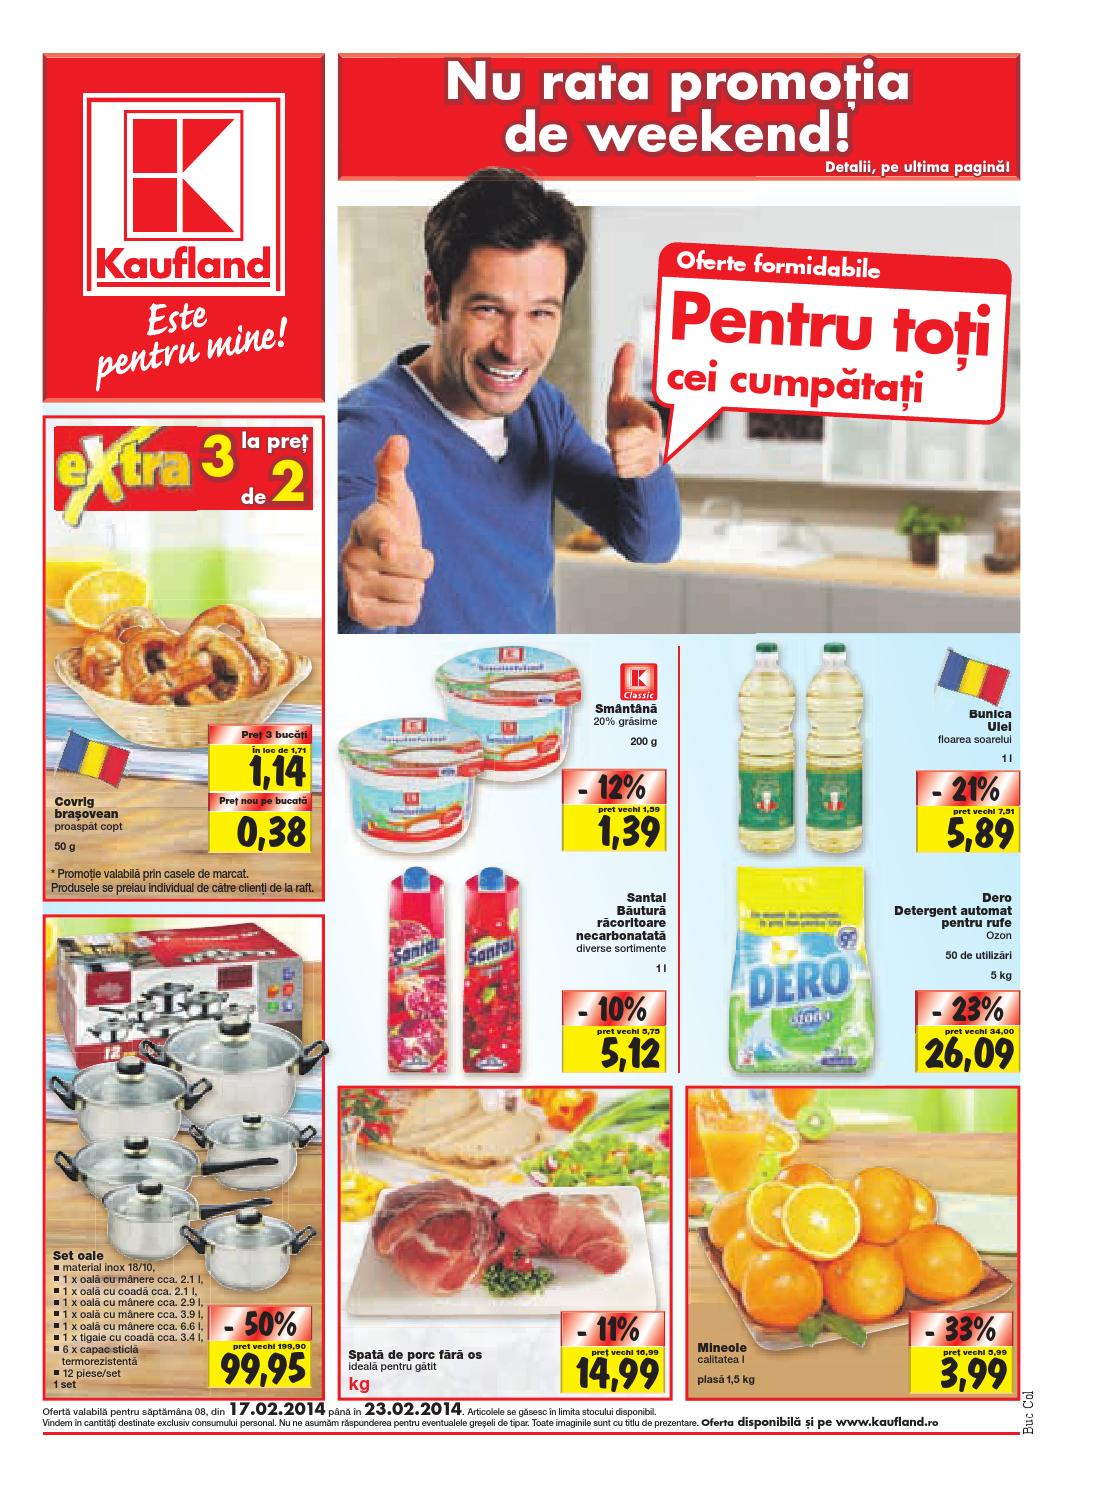 Kaufland
Este
pentru mine!
Nu rata promoția
de weekend!
Detalii, pe ultima pagină!
Oferte formidabile
Pentru toți
cei cumpătați
extra 3 la preț
de 2
Preț 3 bucăți
în loc de 1,71
1,14
Preț nou pe bucată
0,38
Covrig
brașovean
proaspăt copt
50 g
* Promoție valabilă prin casele de marcat.
Produsele se preiau individual de către clienți de la raft.
K
Classic
Smântână
20% grăsime
200 g
- 12%
preț vechi 1,59
1,39
Bunica
Ulei
floarea soarelui
1 l
- 21%
preț vechi 7,51
5,89
Santal
Santal
Santal
Băutură
răcoritoare
necarbonatată
diverse sortimente
1 l
- 10%
preț vechi 5,75
5,12
DERO
Dero
Detergent automat
pentru rufe
Ozon
50 de utilizări
5 kg
- 23%
preț vechi 34,00
26,09
12
Set oale
■ material inox 18/10,
■ 1 x oală cu mânere cca. 2.1 l,
■ 1 x oală cu coadă cca. 2.1 l,
■ 1 x oală cu mânere cca. 2.9 l,
■ 1 x oală cu mânere cca. 3.9 l,
■ 1 x oală cu mânere cca. 6.6 l,
■ 1 x tigaie cu coadă cca. 3.4 l,
■ 6 x capac sticlă
termorezistentă
■ 12 piese/set
1 set
- 50%
preț vechi 199,90
99,95
Spată de porc fără os
ideală pentru gătit
kg
- 11%
preț vechi 16,99
14,99
Mineole
calitatea I
plasă 1,5 kg
- 33%
preț vechi 5,99
3,99
Ofertă valabilă pentru săptămâna 08, din 17.02.2014 până în 23.02.2014. Articolele se găsesc în limita stocului disponibil.
Vindem în cantități destinate exclusiv consumului personal. Nu ne asumăm răspunderea pentru eventualele greșeli de tipar. Toate imaginile sunt cu titlu de prezentare. Oferta disponibilă și pe www.kaufland.ro
Buc Col